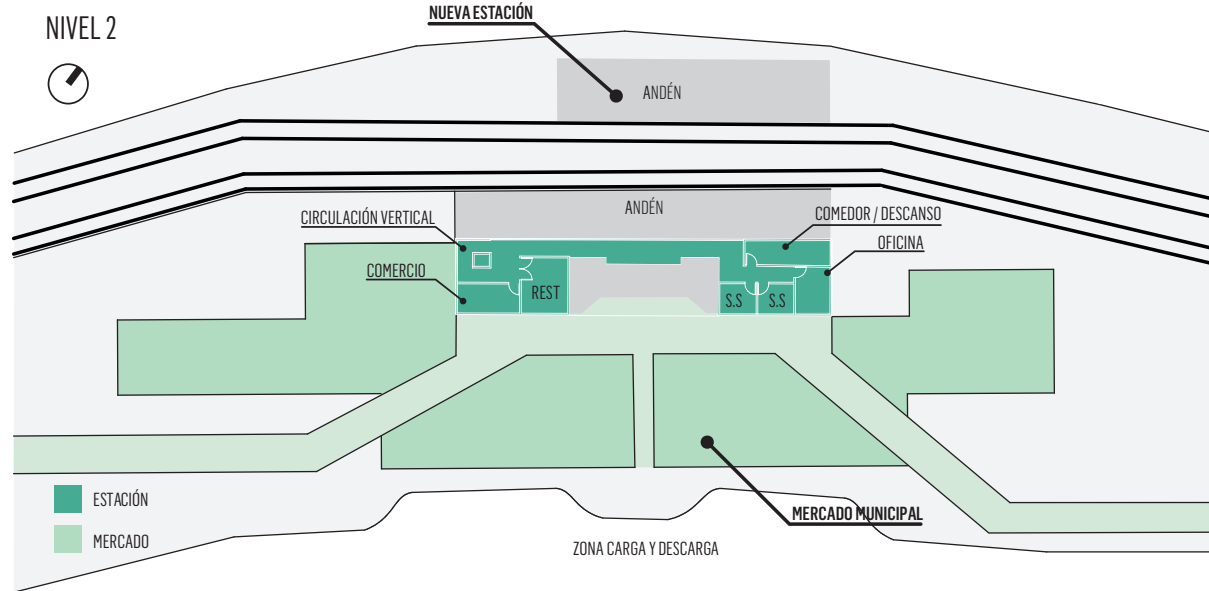 NIVEL 2
NUEVA ESTACIÓN
ANDÉN
ANDÉN
CIRCULACIÓN VERTICAL
COMEDOR / DESCANSO
OFICINA
COMERCIO
REST
S.S
S.S
ESTACIÓN
MERCADO
MERCADO MUNICIPAL
ZONA CARGA Y DESCARGA